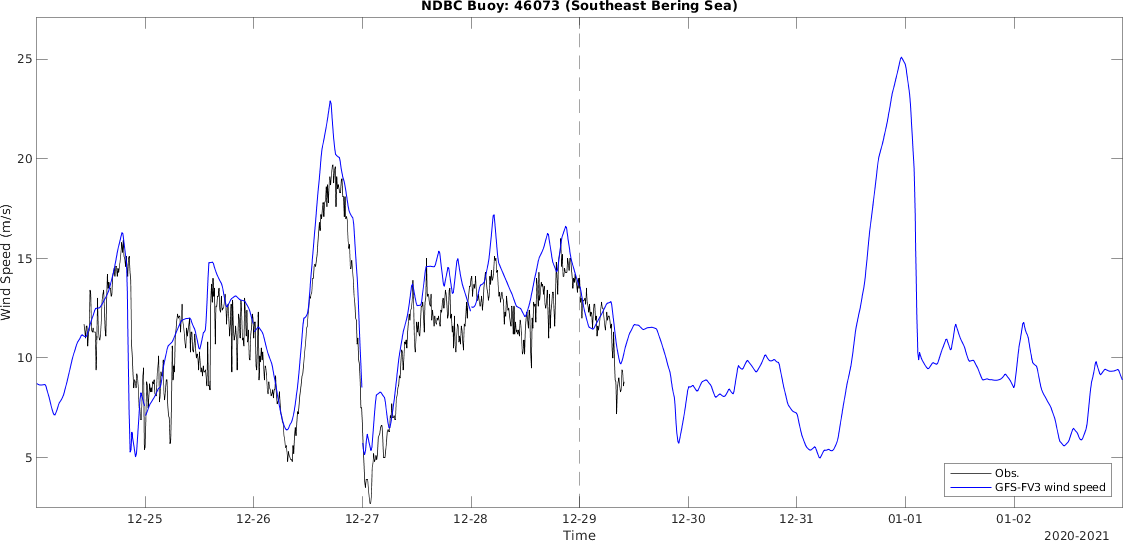 NDBC Buoy: 46073 (Southeast Bering Sea)
25
20
15
10
5
Wind Speed (m/s)
Obs.
GFS-FV3 wind speed
12-25 12-26 12-27 12-28 12-29 12-30 12-31 01-01 01-02
Time
2020-2021